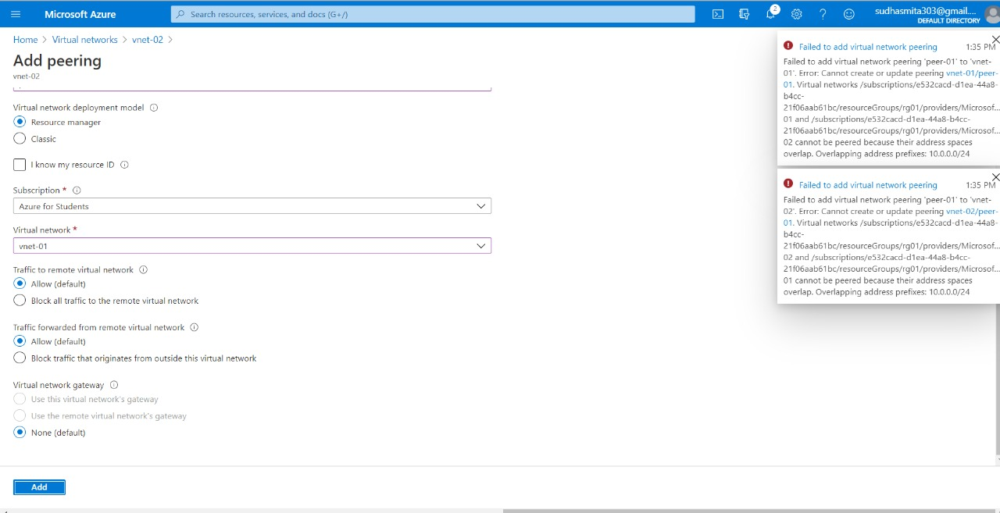 Microsoft Azure
Search resources, services, and docs (G+/)
2
sudhasmita303@gmail....
DEFAULT DIRECTORY
Home > Virtual networks > vnet-02 >
Add peering
vnet-02
Virtual network deployment model
Resource manager
Classic
I know my resource ID
Subscription *
Azure for Students
Virtual network *
vnet-01
Traffic to remote virtual network
Allow (default)
Block all traffic to the remote virtual network
Traffic forwarded from remote virtual network
Allow (default)
Block traffic that originates from outside this virtual network
Virtual network gateway
Use this virtual network's gateway
Use the remote virtual network's gateway
None (default)
Add
Failed to add virtual network peering 1:35 PM
Failed to add virtual network peering 'peer-01' to 'vnet-
01'. Error: Cannot create or update peering vnet-01/peer-
01. Virtual networks /subscriptions/e532cacd-d1ea-44a8-
b4cc-
21f06aab61bc/resourceGroups/rg01/providers/Microsof...
01 and /subscriptions/e532cacd-d1ea-44a8-b4cc-
21f06aab61bc/resourceGroups/rg01/providers/Microsof...
02 cannot be peered because their address spaces
overlap. Overlapping address prefixes: 10.0.0.0/24
Failed to add virtual network peering 1:35 PM
Failed to add virtual network peering 'peer-01' to 'vnet-
02'. Error: Cannot create or update peering vnet-02/peer-
01. Virtual networks /subscriptions/e532cacd-d1ea-44a8-
b4cc-
21f06aab61bc/resourceGroups/rg01/providers/Microsof...
02 and /subscriptions/e532cacd-d1ea-44a8-b4cc-
21f06aab61bc/resourceGroups/rg01/providers/Microsof...
01 cannot be peered because their address spaces
overlap. Overlapping address prefixes: 10.0.0.0/24